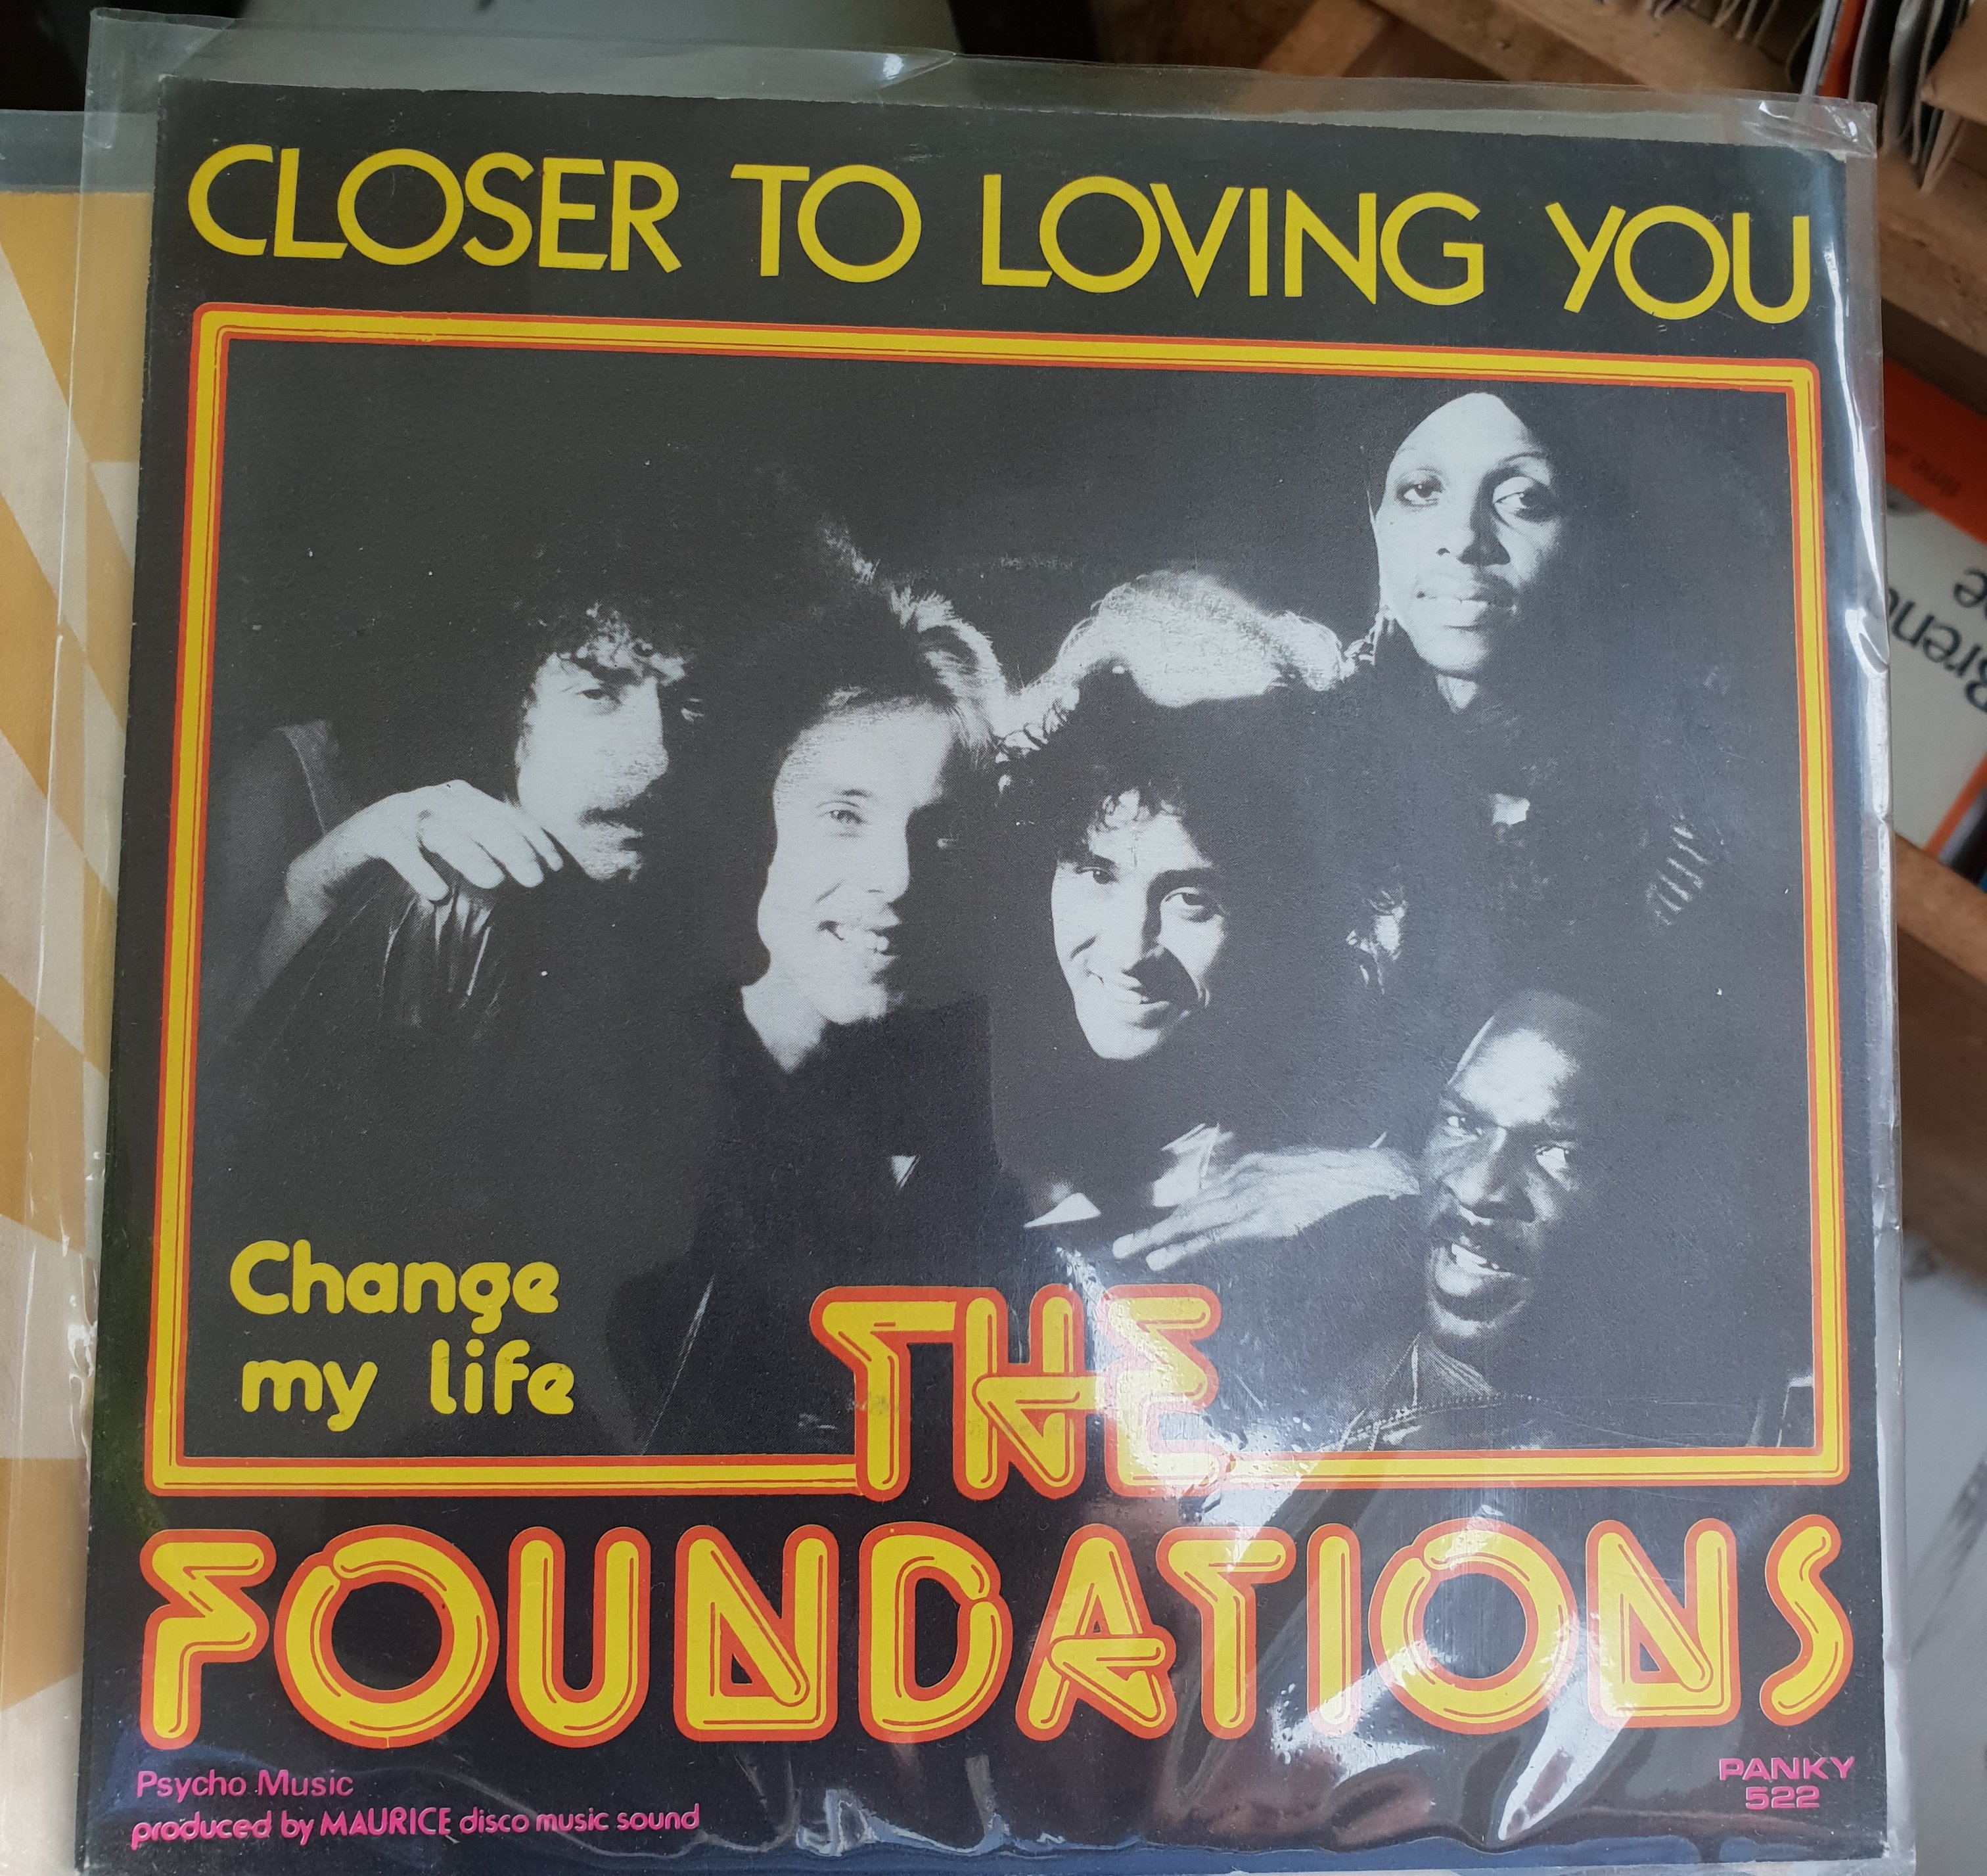 CLOSER TO LOVING YOU
Change
my life
THE
FOUNDATIONS
Psycho Music
produced by MAURICE disco music sound
PANKY
522